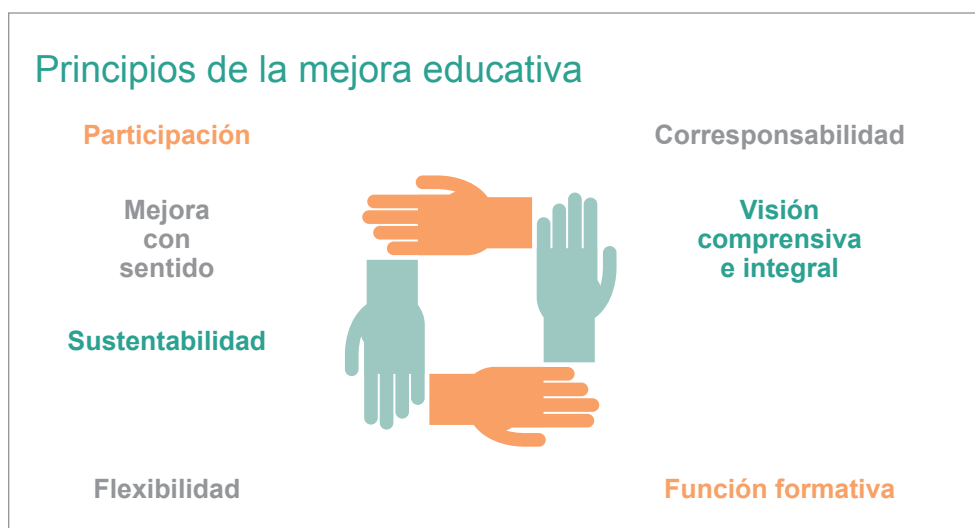 Principios de la mejora educativa
Participación
Corresponsabilidad
Mejora
con
sentido
Visión
comprensiva
e integral
Sustentabilidad
Flexibilidad
Función formativa